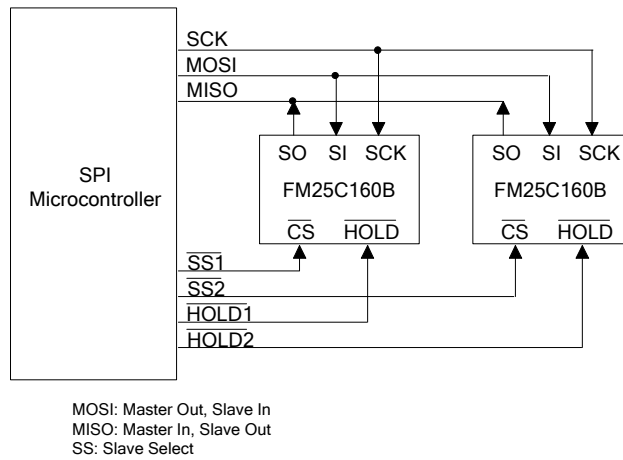 SCK
MOSI
MISO
SPI
Microcontroller
SO SI SCK
FM25C160B
CS HOLD
SO SI SCK
FM25C160B
CS HOLD
SS1
SS2
HOLD1
HOLD2
MOSI: Master Out, Slave In
MISO: Master In, Slave Out
SS: Slave Select